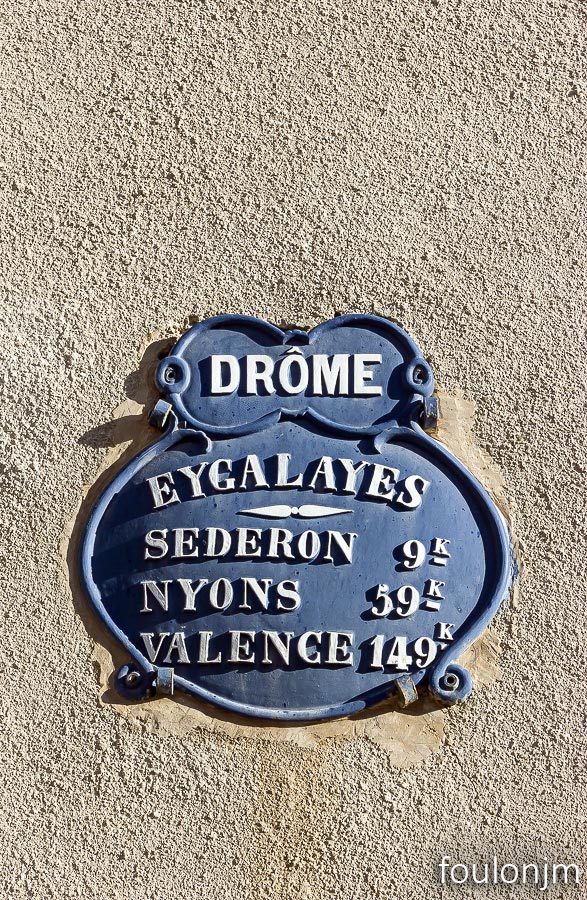 DRÔME
EYGALAYES
SEDERON 9K
NYONS 59K
VALENCE 149K
foulonjm